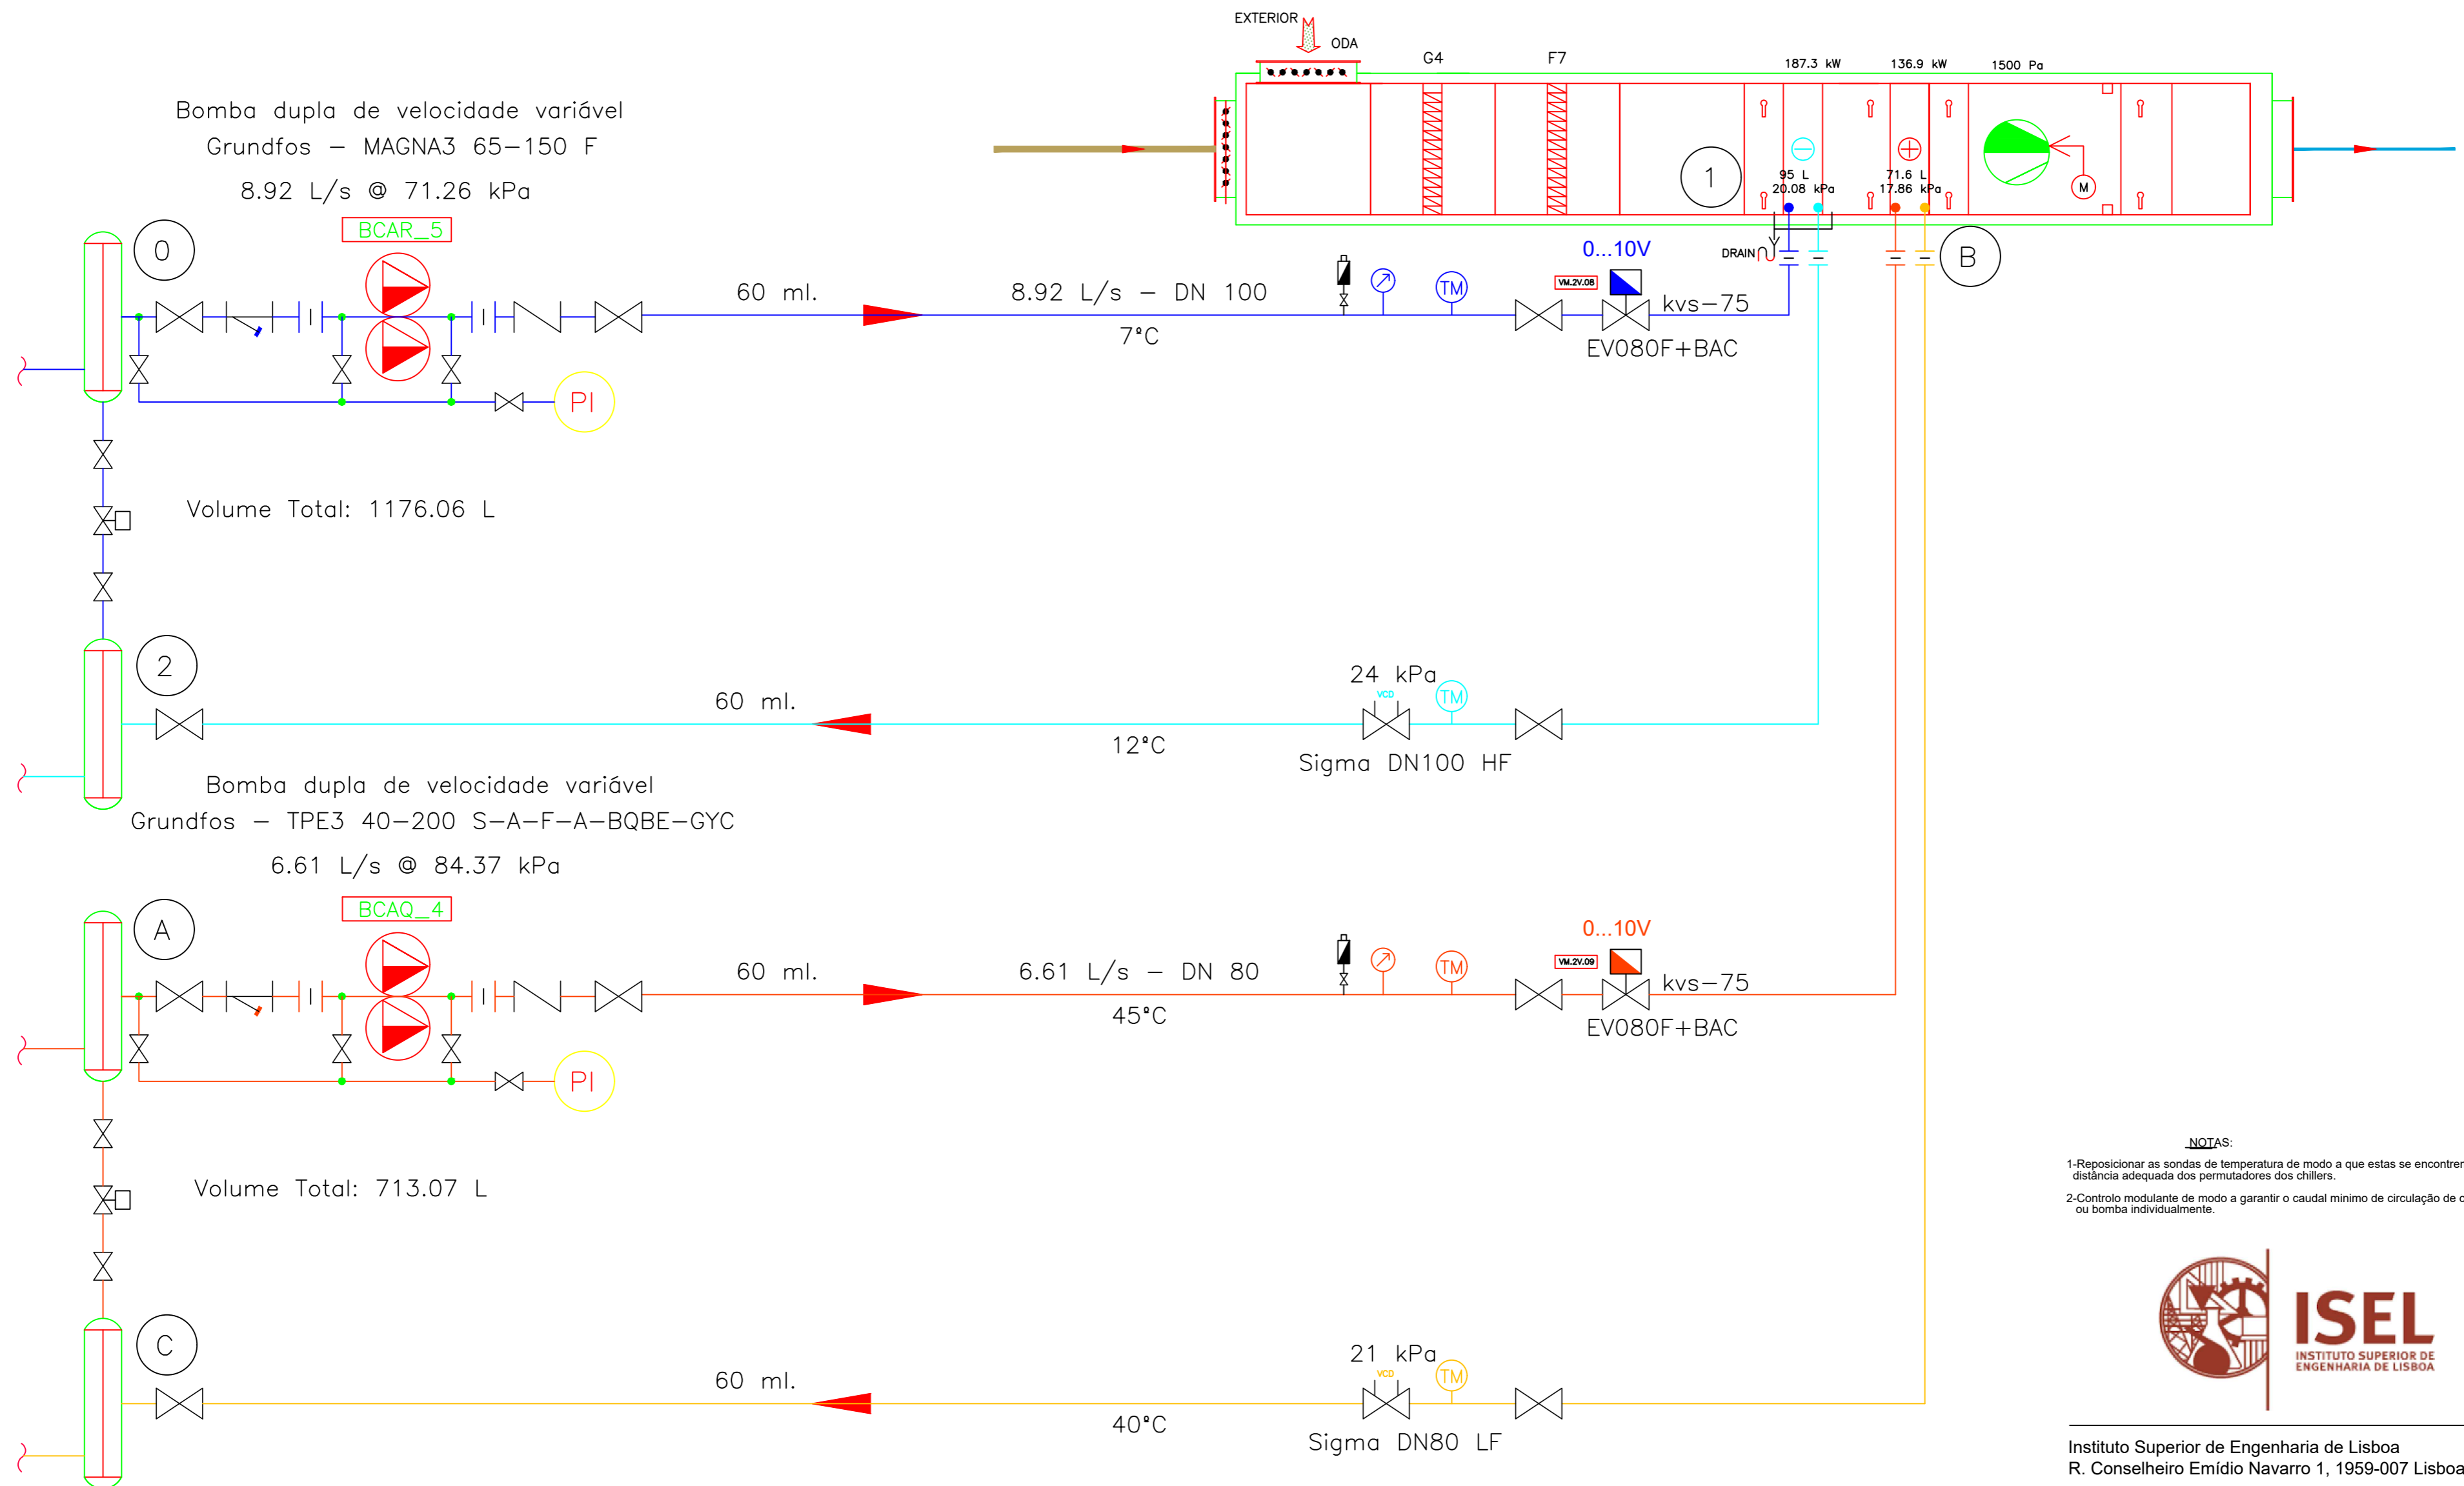 EXTERIOR
ODA
G4
F7
187.3 kW
136.9 kW
1500 Pa
Bomba dupla de velocidade variável
Grundfos – MAGNA3 65–150 F
8.92 L/s @ 71.26 kPa
BCAR_5
0
1
95 L
20.08 kPa
71.6 L
17.86 kPa
M
DRAIN
B
60 ml.
8.92 L/s – DN 100
7ºC
TM
0...10V
VM.2V.08
kvs–75
EV080F+BAC
PI
Volume Total: 1176.06 L
2
60 ml.
12ºC
24 kPa
VCD
TM
Sigma DN100 HF
Bomba dupla de velocidade variável
Grundfos – TPE3 40–200 S–A–F–A–BQBE–GYC
6.61 L/s @ 84.37 kPa
BCAQ_4
A
60 ml.
6.61 L/s – DN 80
45ºC
TM
0...10V
VM.2V.09
kvs–75
EV080F+BAC
PI
Volume Total: 713.07 L
C
60 ml.
40ºC
21 kPa
VCD
TM
Sigma DN80 LF
NOTAS:
1-Reposicionar as sondas de temperatura de modo a que estas se encontrem
distância adequada dos permutadores dos chillers.
2-Controlo modulante de modo a garantir o caudal minimo de circulação de
ou bomba individualmente.
ISEL
INSTITUTO SUPERIOR DE
ENGENHARIA DE LISBOA
Instituto Superior de Engenharia de Lisboa
R. Conselheiro Emídio Navarro 1, 1959-007 Lisboa